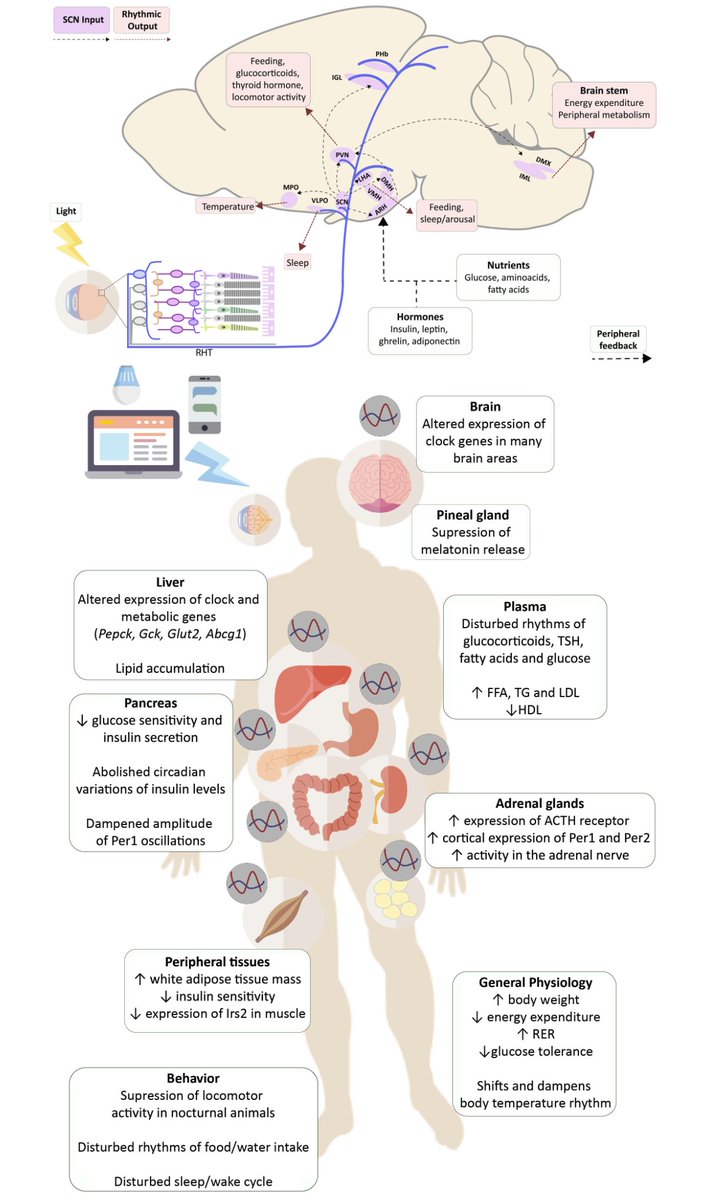 SCN Input
Rhythmic
Output
Feeding,
glucocorticoids,
thyroid hormone,
locomotor activity
PHb
IGL
Brain stem
Energy expenditure
Peripheral metabolism
PVN
DMX
IML
LHA
DMH
VMH
ARH
MPO
VLPO
SCN
Temperature
Feeding,
sleep/arousal
Sleep
Light
Nutrients
Glucose, aminoacids,
fatty acids
Hormones
Insulin, leptin,
ghrelin, adiponectin
Peripheral
feedback
RHT
Brain
Altered expression of
clock genes in many
brain areas
Pineal gland
Supression of
melatonin release
Liver
Altered expression of clock and
metabolic genes
(Pepck, Gck, Glut2, Abcg1)
Lipid accumulation
Plasma
Disturbed rhythms of
glucocorticoids, TSH,
fatty acids and glucose
↑ FFA, TG and LDL
↓HDL
Pancreas
↓ glucose sensitivity and
insulin secretion
Abolished circadian
variations of insulin levels
Dampened amplitude
of Per1 oscillations
Adrenal glands
↑ expression of ACTH receptor
↑ cortical expression of Per1 and Per2
↑ activity in the adrenal nerve
Peripheral tissues
↑ white adipose tissue mass
↓ insulin sensitivity
↓ expression of Irs2 in muscle
General Physiology
↑ body weight
↓ energy expenditure
↑ RER
↓glucose tolerance
Shifts and dampens
body temperature rhythm
Behavior
Supression of locomotor
activity in nocturnal animals
Disturbed rhythms of food/water intake
Disturbed sleep/wake cycle